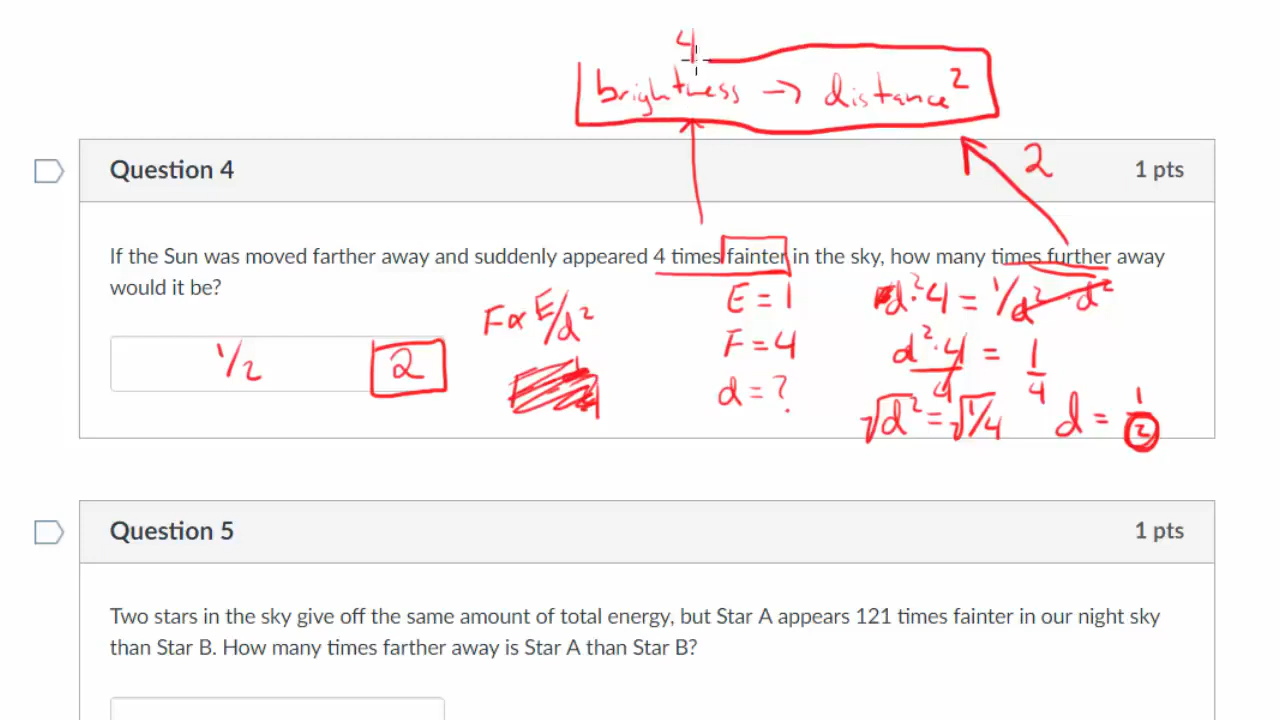 4
brightness → distance²
2
Question 4
1 pts
If the Sun was moved farther away and suddenly appeared 4 times fainter in the sky, how many times further away
would it be?
1/2
2
F∝E/d²
E = 1
F = 4
d = ?
d²·4 = 1/d² · d²
d²·4 = 1
4 4
√d² = √1/4
d = 1/2
Question 5
1 pts
Two stars in the sky give off the same amount of total energy, but Star A appears 121 times fainter in our night sky
than Star B. How many times farther away is Star A than Star B?